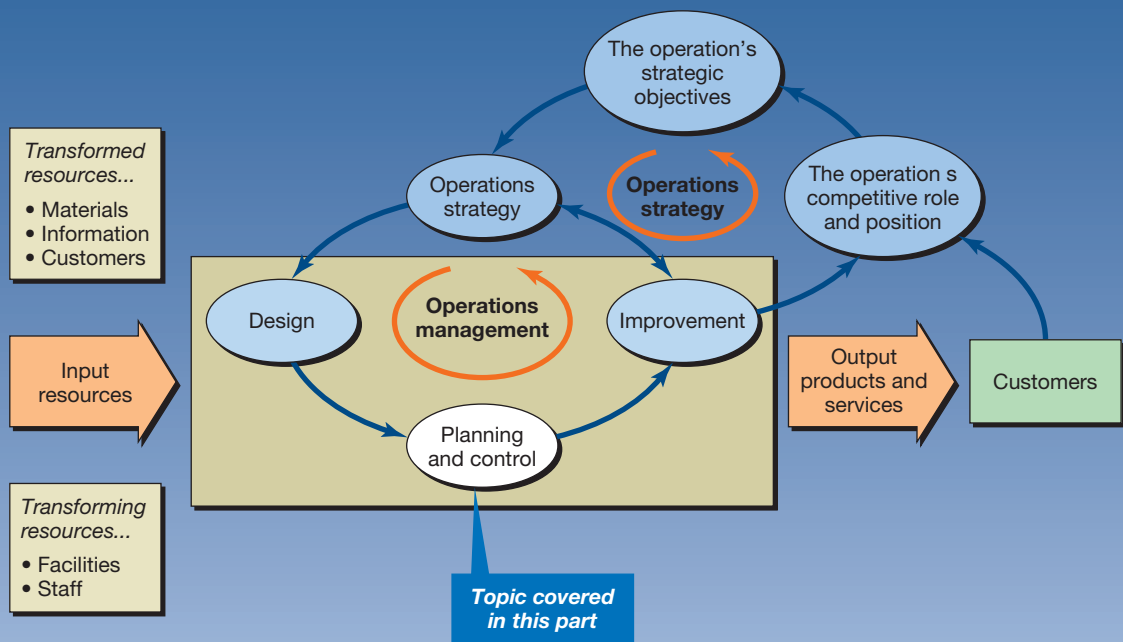 Transformed
resources...
• Materials
• Information
• Customers
Input
resources
Transforming
resources...
• Facilities
• Staff
The operation’s
strategic
objectives
Operations
strategy
Operations
strategy
The operation s
competitive role
and position
Design
Operations
management
Improvement
Planning
and control
Output
products and
services
Customers
Topic covered
in this part